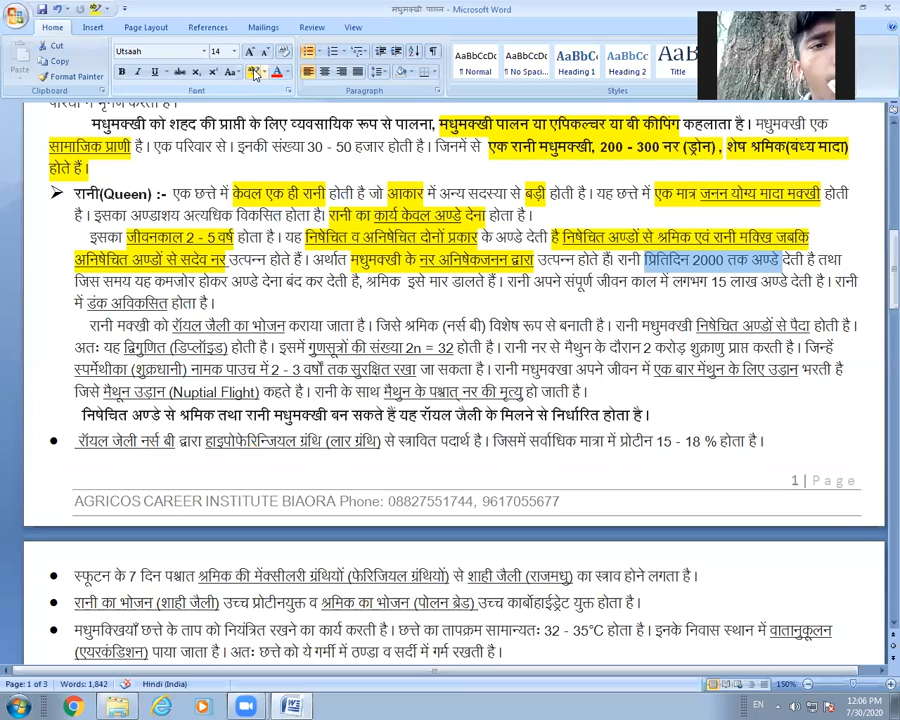 मधुमक्खी पालन - Microsoft Word
Home Insert Page Layout References Mailings Review View
Cut
Copy
Format Painter
Paste
Clipboard
Utsaah 14
Font
Paragraph
AaBbCcDc AaBbCcDc AaBbCc AaBbCc AaB
¶ Normal ¶ No Spaci... Heading 1 Heading 2 Title
Styles
मधुमक्खी को शहद की प्राप्ती के लिए व्यवसायिक रूप से पालना, मधुमक्खी पालन या एपिकल्चर या बी कीपिंग कहलाता है। मधुमक्खी एक
सामाजिक प्राणी है। एक परिवार से। इनकी संख्या 30 - 50 हजार होती है। जिनमें से एक रानी मधुमक्खी, 200 - 300 नर (ड्रोन), शेष श्रमिक(बंध्य मादा)
होते हैं।
➢ रानी(Queen) :- एक छत्ते में केवल एक ही रानी होती है जो आकार में अन्य सदस्या से बड़ी होती है। यह छत्ते में एक मात्र जनन योग्य मादा मक्खी होती
है। इसका अण्डाशय अत्यधिक विकसित होता है। रानी का कार्य केवल अण्डे देना होता है।
इसका जीवनकाल 2 - 5 वर्ष होता है। यह निषेचित व अनिषेचित दोनों प्रकार के अण्डे देती है निषेचित अण्डों से श्रमिक एवं रानी मक्खि जबकि
अनिषेचित अण्डों से सदेव नर उत्पन्न होते हैं। अर्थात मधुमक्खी के नर अनिषेकजनन द्वारा उत्पन्न होते हैं। रानी प्रितिदिन 2000 तक अण्डे देती है तथा
जिस समय यह कमजोर होकर अण्डे देना बंद कर देती है, श्रमिक इसे मार डालते हैं। रानी अपने संपूर्ण जीवन काल में लगभग 15 लाख अण्डे देती है। रानी
में डंक अविकसित होता है।
रानी मक्खी को रॉयल जैली का भोजन कराया जाता है। जिसे श्रमिक (नर्स बी) विशेष रूप से बनाती है। रानी मधुमक्खी निषेचित अण्डों से पैदा होती है।
अतः यह द्विगुणित (डिप्लॉइड) होती है। इसमें गुणसूत्रों की संख्या 2n = 32 होती है। रानी नर से मैथुन के दौरान 2 करोड़ शुक्राणु प्राप्त करती है। जिन्हें
स्पर्मेथीका (शुक्रधानी) नामक पाउच में 2 - 3 वर्षों तक सुरक्षित रखा जा सकता है। रानी मधुमक्खा अपने जीवन में एक बार मेंथुन के लिए उड़ान भरती है
जिसे मैथून उड़ान (Nuptial Flight) कहते है। रानी के साथ मैथुन के पश्चात् नर की मृत्यु हो जाती है।
निषेचित अण्डे से श्रमिक तथा रानी मधुमक्खी बन सकते हैं यह रॉयल जैली के मिलने से निर्धारित होता है।
• रॉयल जेली नर्स बी द्वारा हाइपोफेरिन्जियल ग्रंथि (लार ग्रंथि) से स्त्रावित पदार्थ है। जिसमें सर्वाधिक मात्रा में प्रोटीन 15 - 18 % होता है।
1 | Page
AGRICOS CAREER INSTITUTE BIAORA Phone: 08827551744, 9617055677
• स्फूटन के 7 दिन पश्चात श्रमिक की मेंक्सीलरी ग्रंथियों (फेरिजियल ग्रंथियों) से शाही जैली (राजमधु) का स्त्राव होने लगता है।
• रानी का भोजन (शाही जैली) उच्च प्रोटीनयुक्त व श्रमिक का भोजन (पोलन ब्रेड) उच्च कार्बोहाईड्रेट युक्त होता है।
• मधुमक्खियाँ छत्ते के ताप को नियंत्रित रखने का कार्य करती है। छत्ते का तापक्रम सामान्यतः 32 - 35°C होता है। इनके निवास स्थान में वातानुकूलन
(एयरकंडिशन) पाया जाता है। अतः छत्ते को ये गर्मी में ठण्डा व सर्दी में गर्म रखती है।
Page: 1 of 3 Words: 1,842 Hindi (India) 150%
EN 12:06 PM
7/30/2020